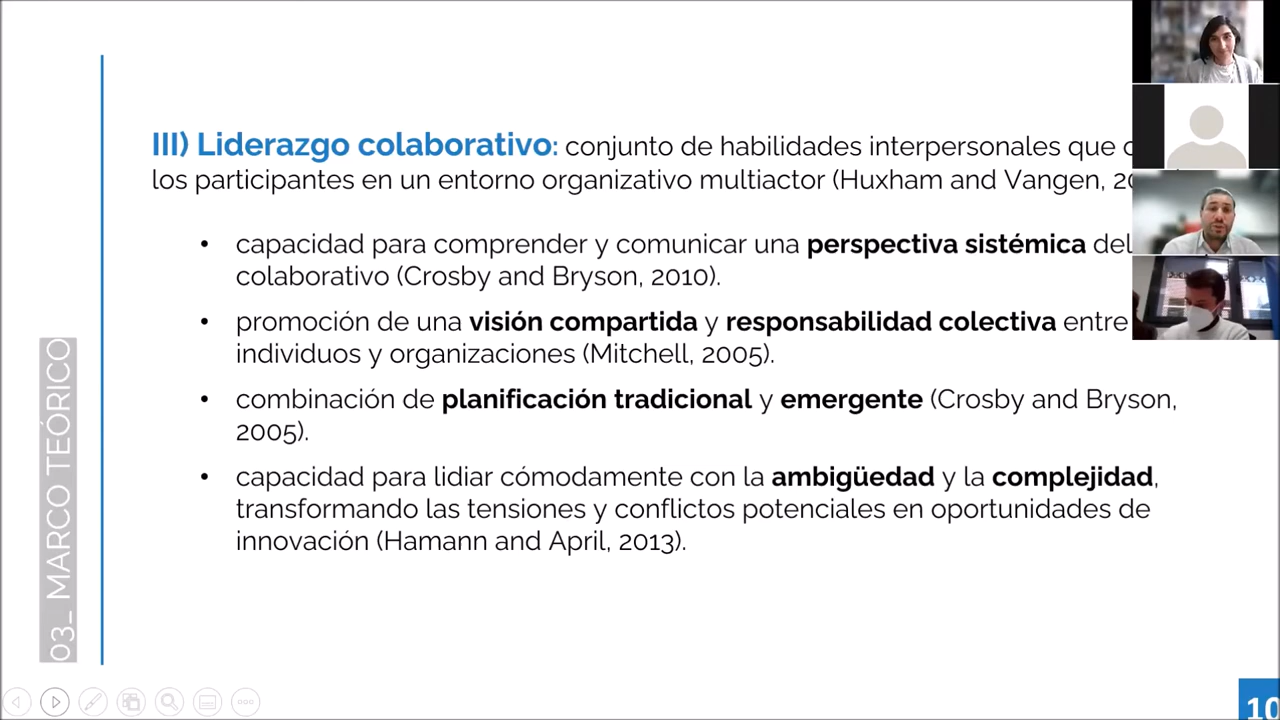 III) Liderazgo colaborativo: conjunto de habilidades interpersonales que
los participantes en un entorno organizativo multiactor (Huxham and Vangen,
• capacidad para comprender y comunicar una perspectiva sistémica del
colaborativo (Crosby and Bryson, 2010).
• promoción de una visión compartida y responsabilidad colectiva entre
individuos y organizaciones (Mitchell, 2005).
• combinación de planificación tradicional y emergente (Crosby and Bryson,
2005).
• capacidad para lidiar cómodamente con la ambigüedad y la complejidad,
transformando las tensiones y conflictos potenciales en oportunidades de
innovación (Hamann and April, 2013).
03_ MARCO TEÓRICO
10